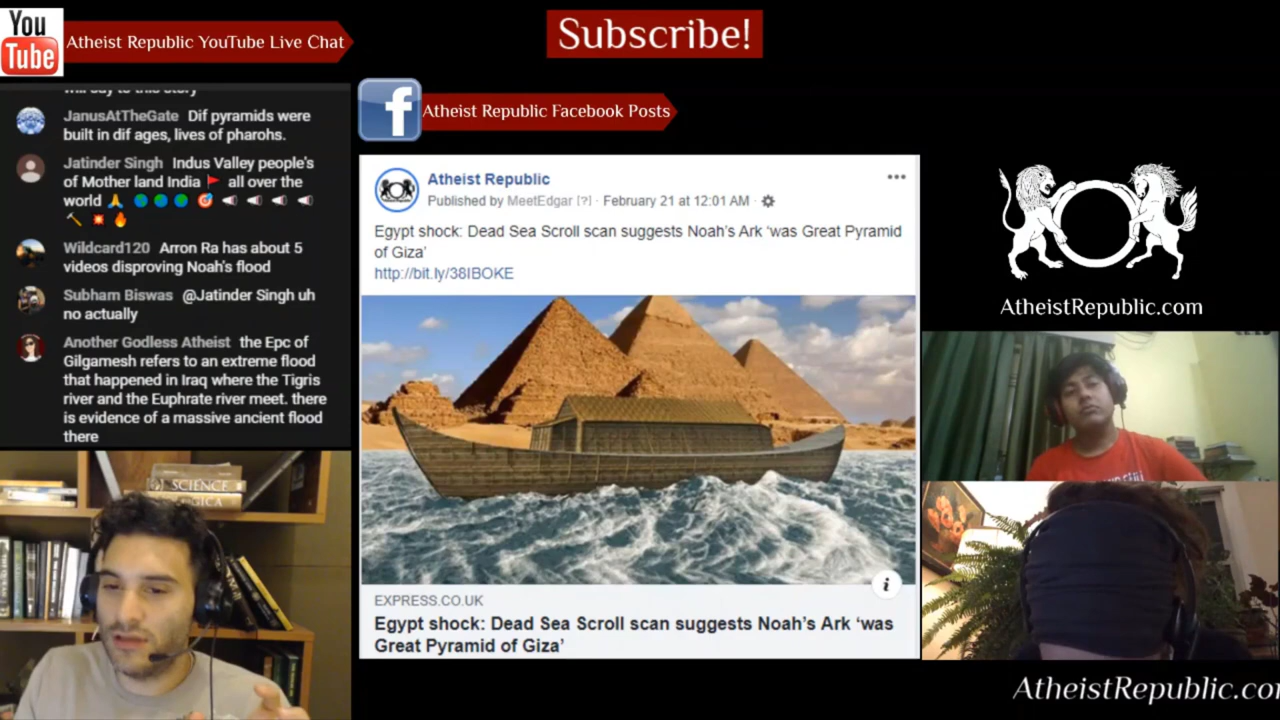 You
Tube
Atheist Republic YouTube Live Chat
Subscribe!
Atheist Republic Facebook Posts
will say to this story
JanusAtTheGate Dif pyramids were
built in dif ages, lives of pharohs.
Jatinder Singh Indus Valley people's
of Mother land India 🚩 all over the
world 🙏 🌍 🌍 🌍 🎯 📢 📢 📢 📢
🔨 💥 🔥
Wildcard120 Arron Ra has about 5
videos disproving Noah's flood
Subham Biswas @Jatinder Singh uh
no actually
Another Godless Atheist the Epc of
Gilgamesh refers to an extreme flood
that happened in Iraq where the Tigris
river and the Euphrate river meet. there
is evidence of a massive ancient flood
there
f
Atheist Republic
Published by MeetEdgar [?] · February 21 at 12:01 AM ·
Egypt shock: Dead Sea Scroll scan suggests Noah's Ark 'was Great Pyramid
of Giza'
http://bit.ly/38IBOKE
i
EXPRESS.CO.UK
Egypt shock: Dead Sea Scroll scan suggests Noah's Ark 'was
Great Pyramid of Giza'
AtheistRepublic.com
SCIENCE
AtheistRepublic.co